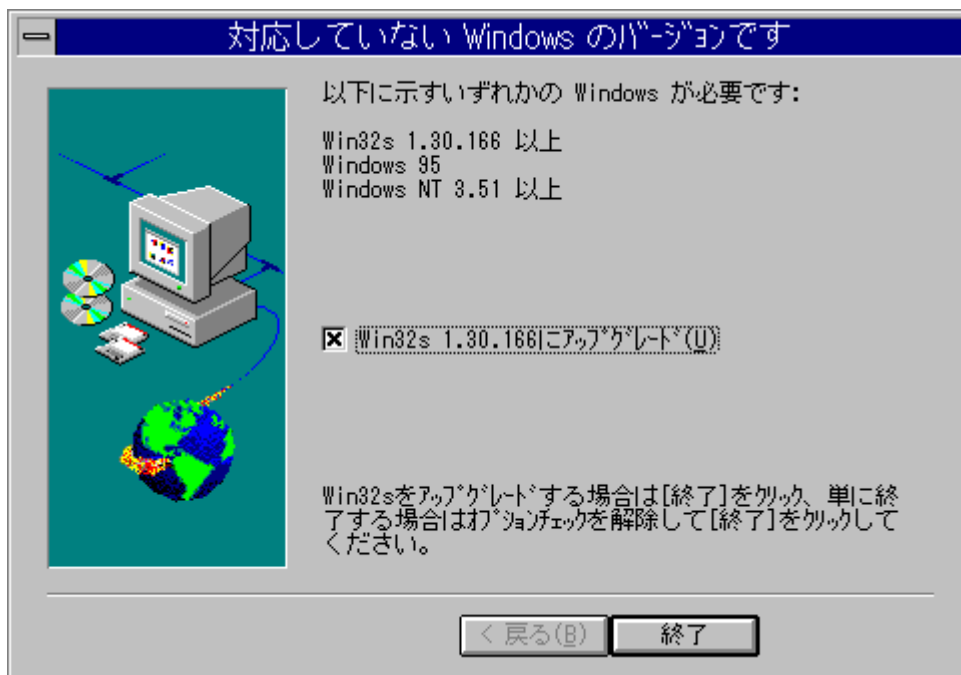 対応していない Windows のﾊﾞｰｼﾞｮﾝです
以下に示すいずれかの Windows が必要です:
Win32s 1.30.166 以上
Windows 95
Windows NT 3.51 以上
Win32s 1.30.166にｱｯﾌﾟｸﾞﾚｰﾄﾞ(U)
Win32sをｱｯﾌﾟｸﾞﾚｰﾄﾞする場合は[終了]をｸﾘｯｸ、単に終
了する場合はｵﾌﾟｼｮﾝﾁｪｯｸを解除して[終了]をｸﾘｯｸして
ください。
< 戻る(B)
終了